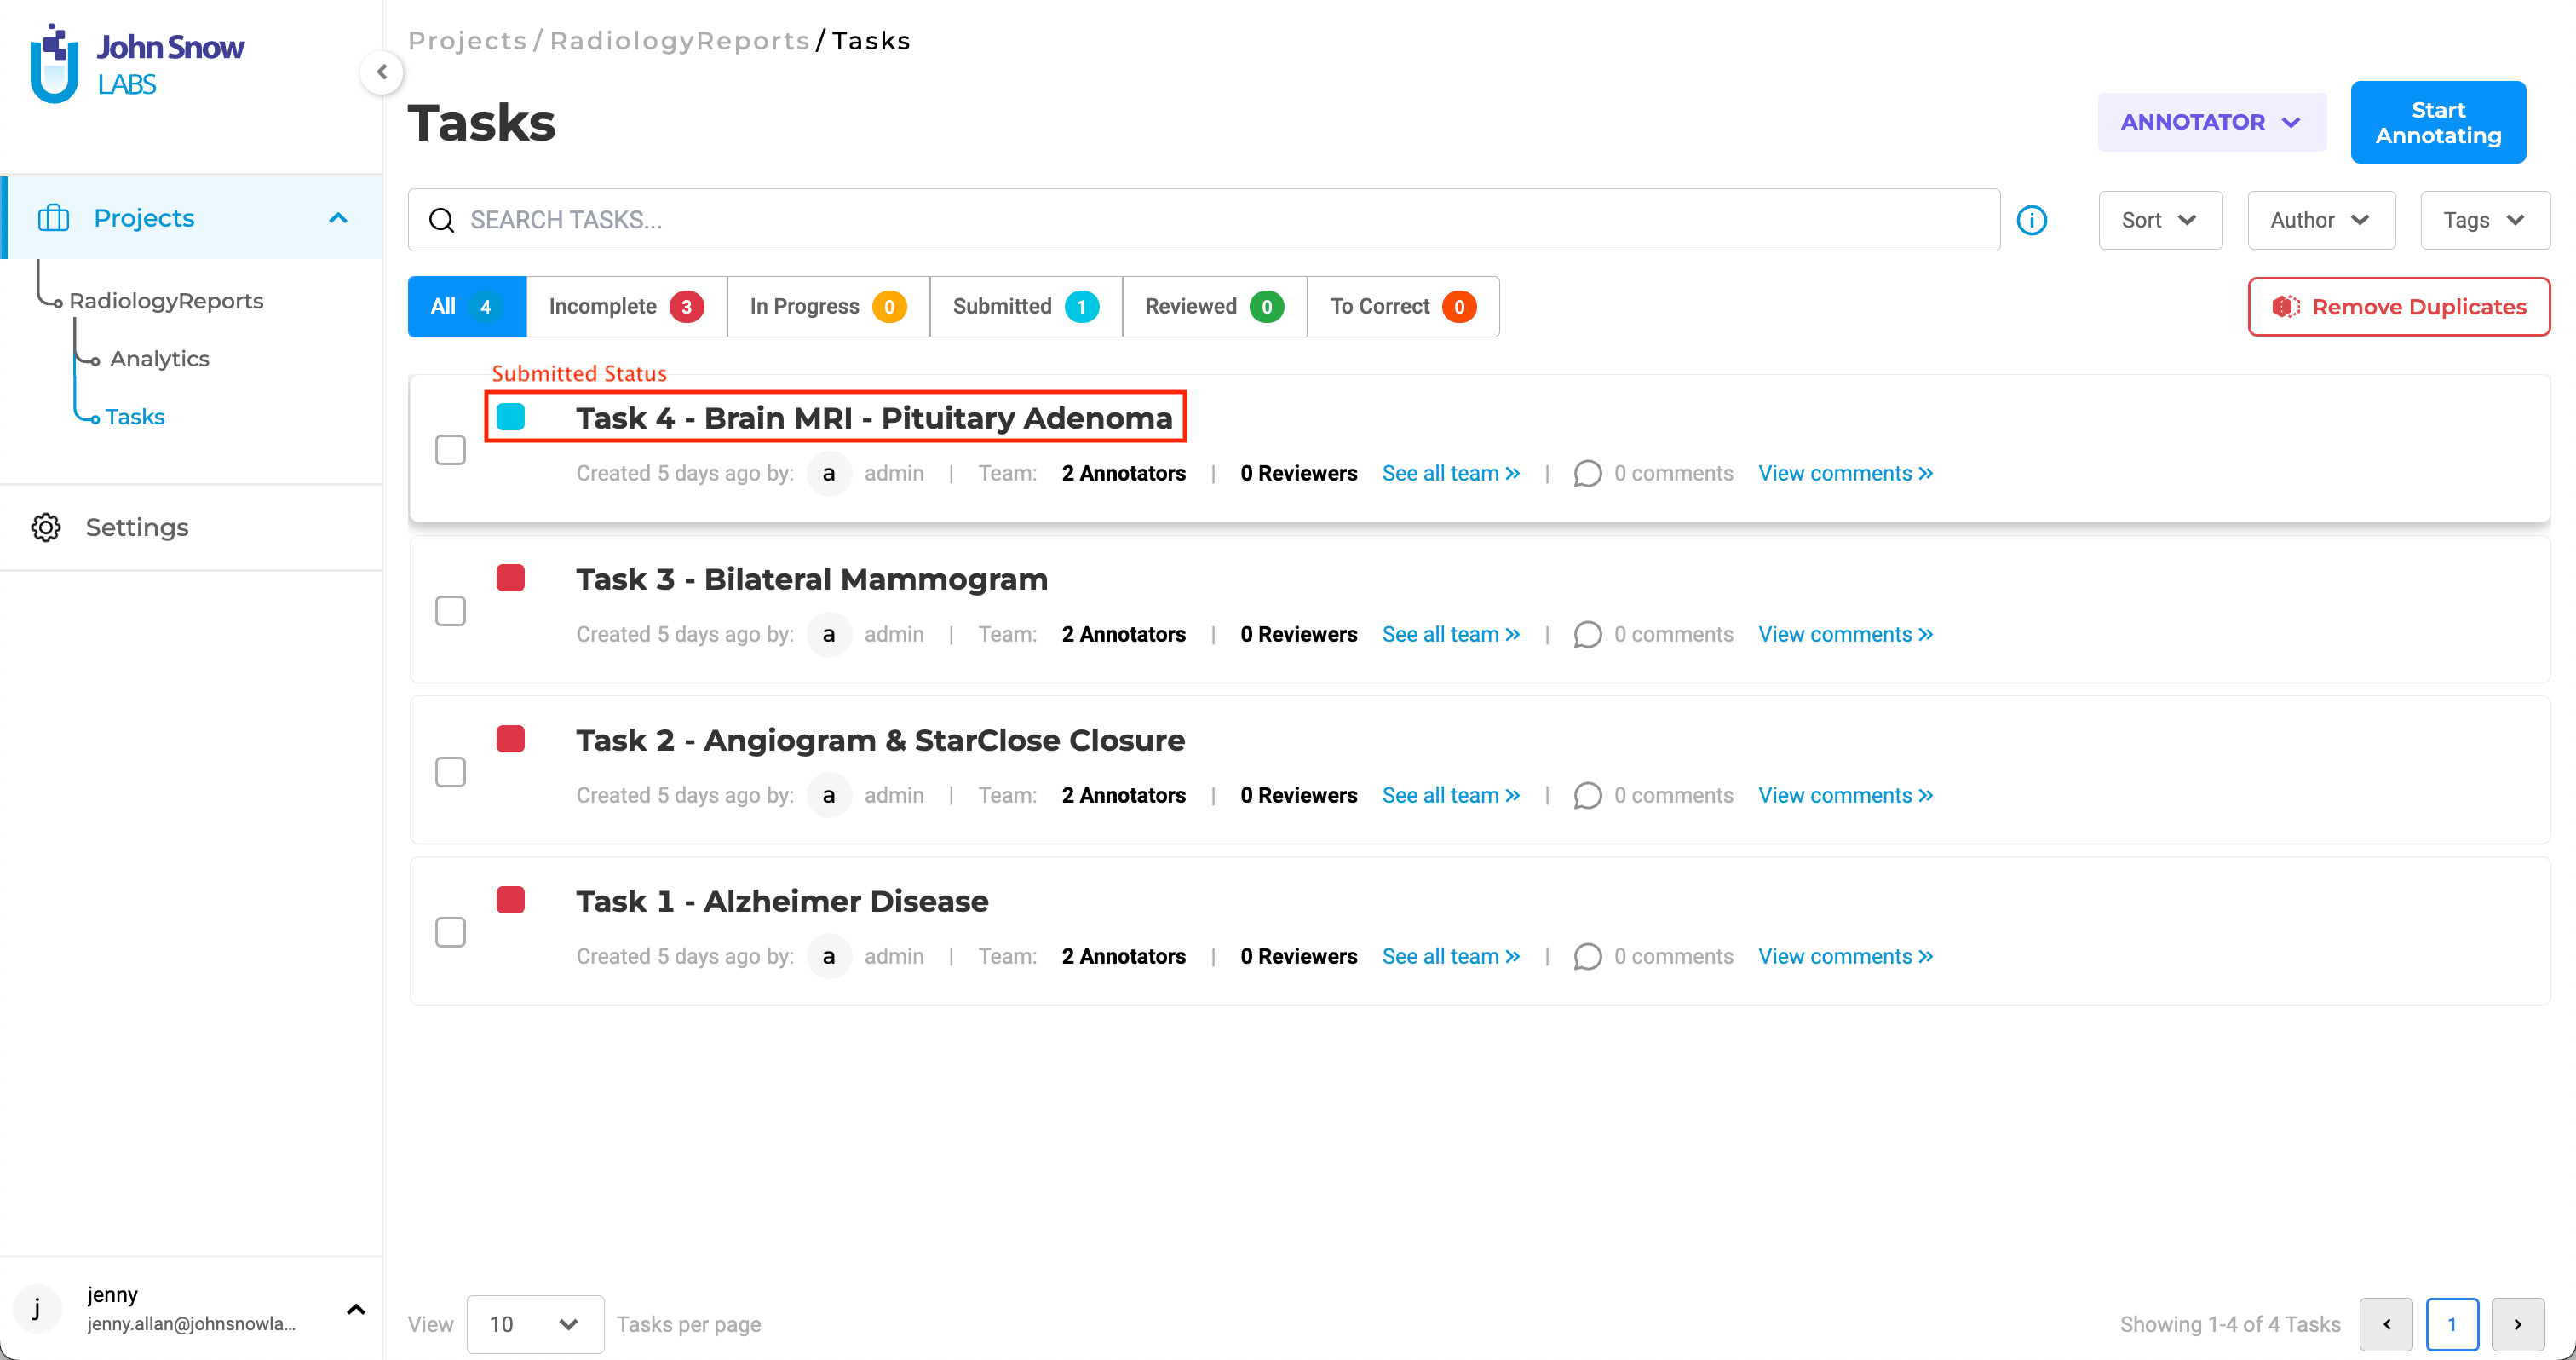 John Snow
LABS
Projects / RadiologyReports / Tasks
Tasks
ANNOTATOR
Start
Annotating
Projects
SEARCH TASKS...
Sort
Author
Tags
RadiologyReports
Analytics
Tasks
All 4
Incomplete 3
In Progress 0
Submitted 1
Reviewed 0
To Correct 0
Remove Duplicates
Submitted Status
Task 4 - Brain MRI - Pituitary Adenoma
Created 5 days ago by: a admin | Team: 2 Annotators | 0 Reviewers See all team » | 0 comments View comments »
Settings
Task 3 - Bilateral Mammogram
Created 5 days ago by: a admin | Team: 2 Annotators | 0 Reviewers See all team » | 0 comments View comments »
Task 2 - Angiogram & StarClose Closure
Created 5 days ago by: a admin | Team: 2 Annotators | 0 Reviewers See all team » | 0 comments View comments »
Task 1 - Alzheimer Disease
Created 5 days ago by: a admin | Team: 2 Annotators | 0 Reviewers See all team » | 0 comments View comments »
j
jenny
jenny.allan@johnsnowla...
View 10 Tasks per page
Showing 1-4 of 4 Tasks ‹ 1 ›